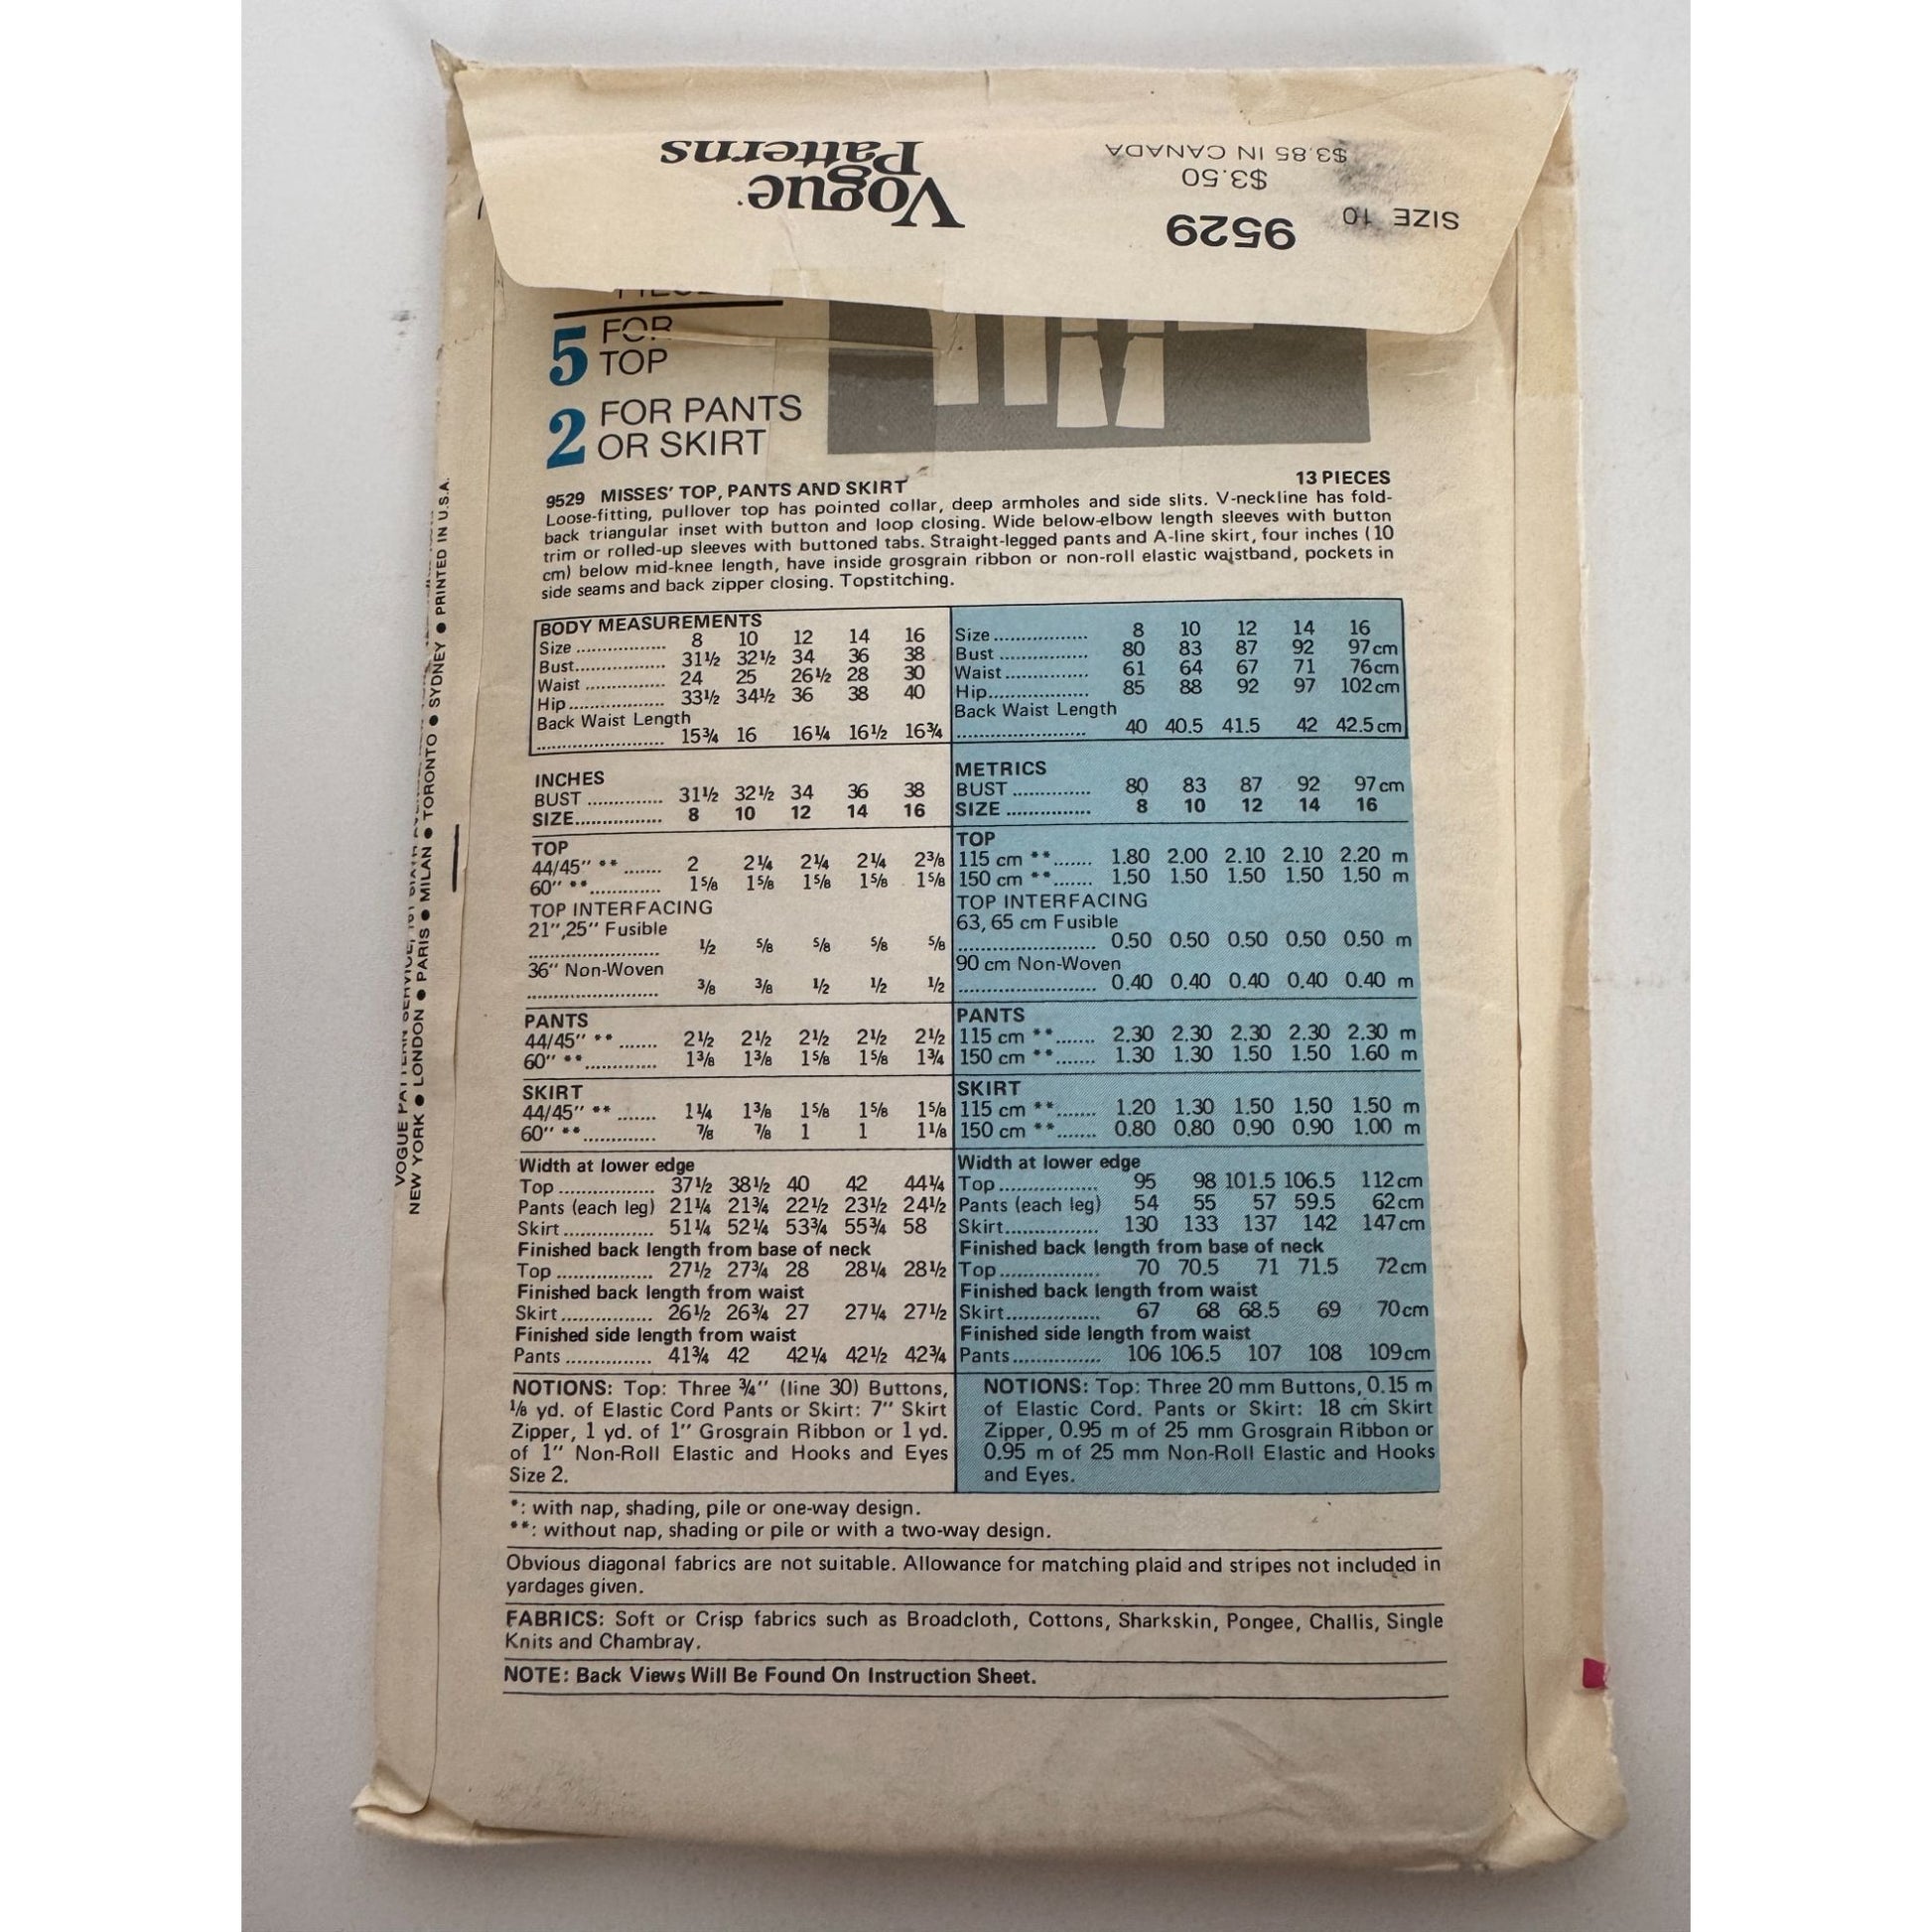 Vogue
Patterns
9529
$3.50
$3.85 IN CANADA
SIZE 10
5 FOR
TOP
2 FOR PANTS
OR SKIRT
9529 MISSES' TOP, PANTS AND SKIRT 13 PIECES
Loose-fitting, pullover top has pointed collar, deep armholes and side slits. V-neckline has fold-
back triangular inset with button and loop closing. Wide below-elbow length sleeves with button
trim or rolled-up sleeves with buttoned tabs. Straight-legged pants and A-line skirt, four inches (10
cm) below mid-knee length, have inside grosgrain ribbon or non-roll elastic waistband, pockets in
side seams and back zipper closing. Topstitching.
BODY MEASUREMENTS
Size ................ 8 10 12 14 16
Bust................ 31½ 32½ 34 36 38
Waist .............. 24 25 26½ 28 30
Hip.................. 33½ 34½ 36 38 40
Back Waist Length
...................... 15¾ 16 16¼ 16½ 16¾
Size................. 8 10 12 14 16
Bust ................ 80 83 87 92 97cm
Waist............... 61 64 67 71 76cm
Hip................... 85 88 92 97 102cm
Back Waist Length
...................... 40 40.5 41.5 42 42.5cm
INCHES
BUST .............. 31½ 32½ 34 36 38
SIZE................. 8 10 12 14 16
TOP
44/45" ** ....... 2 2¼ 2¼ 2¼ 2⅜
60" **............. 1⅝ 1⅝ 1⅝ 1⅝ 1⅝
TOP INTERFACING
21",25" Fusible
...................... ½ ⅝ ⅝ ⅝ ⅝
36" Non-Woven
...................... ⅜ ⅜ ½ ½ ½
PANTS
44/45" ** ....... 2½ 2½ 2½ 2½ 2½
60" **............. 1⅜ 1⅜ 1⅝ 1⅝ 1¾
SKIRT
44/45" ** ....... 1¼ 1⅜ 1⅝ 1⅝ 1⅝
60" **............. ⅞ ⅞ 1 1 1⅛
Width at lower edge
Top ................. 37½ 38½ 40 42 44¼
Pants (each leg) 21¼ 21¾ 22½ 23½ 24½
Skirt................ 51¼ 52¼ 53¾ 55¾ 58
Finished back length from base of neck
Top ................. 27½ 27¾ 28 28¼ 28½
Finished back length from waist
Skirt................ 26½ 26¾ 27 27¼ 27½
Finished side length from waist
Pants ............... 41¾ 42 42¼ 42½ 42¾
NOTIONS: Top: Three ¾" (line 30) Buttons,
⅛ yd. of Elastic Cord Pants or Skirt: 7" Skirt
Zipper, 1 yd. of 1" Grosgrain Ribbon or 1 yd.
of 1" Non-Roll Elastic and Hooks and Eyes
Size 2.
METRICS
BUST .............. 80 83 87 92 97cm
SIZE ............... 8 10 12 14 16
TOP
115 cm **....... 1.80 2.00 2.10 2.10 2.20 m
150 cm **....... 1.50 1.50 1.50 1.50 1.50 m
TOP INTERFACING
63, 65 cm Fusible
...................... 0.50 0.50 0.50 0.50 0.50 m
90 cm Non-Woven
...................... 0.40 0.40 0.40 0.40 0.40 m
PANTS
115 cm **....... 2.30 2.30 2.30 2.30 2.30 m
150 cm **....... 1.30 1.30 1.50 1.50 1.60 m
SKIRT
115 cm **....... 1.20 1.30 1.50 1.50 1.50 m
150 cm **....... 0.80 0.80 0.90 0.90 1.00 m
Width at lower edge
Top.................. 95 98 101.5 106.5 112cm
Pants (each leg) 54 55 57 59.5 62cm
Skirt................. 130 133 137 142 147cm
Finished back length from base of neck
Top.................. 70 70.5 71 71.5 72cm
Finished back length from waist
Skirt................. 67 68 68.5 69 70cm
Finished side length from waist
Pants................ 106 106.5 107 108 109cm
NOTIONS: Top: Three 20 mm Buttons, 0.15 m
of Elastic Cord. Pants or Skirt: 18 cm Skirt
Zipper, 0.95 m of 25 mm Grosgrain Ribbon or
0.95 m of 25 mm Non-Roll Elastic and Hooks
and Eyes.
*: with nap, shading, pile or one-way design.
**: without nap, shading or pile or with a two-way design.
Obvious diagonal fabrics are not suitable. Allowance for matching plaid and stripes not included in
yardages given.
FABRICS: Soft or Crisp fabrics such as Broadcloth, Cottons, Sharkskin, Pongee, Challis, Single
Knits and Chambray.
NOTE: Back Views Will Be Found On Instruction Sheet.
VOGUE PATTERN SERVICE, 161
NEW YORK ● LONDON ● PARIS ● MILAN ● TORONTO ● SYDNEY ● PRINTED IN U.S.A.